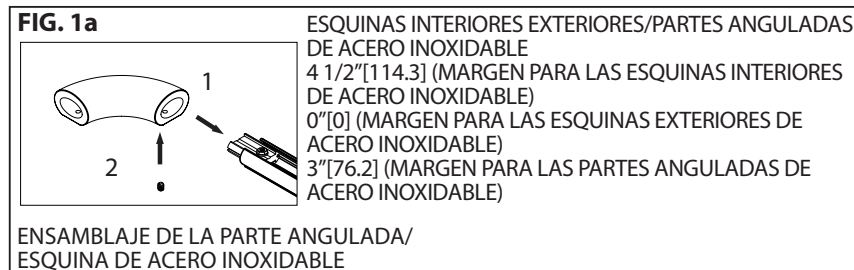 FIG. 1a
1
2
ESQUINAS INTERIORES EXTERIORES/PARTES ANGULADAS
DE ACERO INOXIDABLE
4 1/2”[114.3] (MARGEN PARA LAS ESQUINAS INTERIORES
DE ACERO INOXIDABLE)
0”[0] (MARGEN PARA LAS ESQUINAS EXTERIORES DE
ACERO INOXIDABLE)
3”[76.2] (MARGEN PARA LAS PARTES ANGULADAS DE
ACERO INOXIDABLE)
ENSAMBLAJE DE LA PARTE ANGULADA/
ESQUINA DE ACERO INOXIDABLE